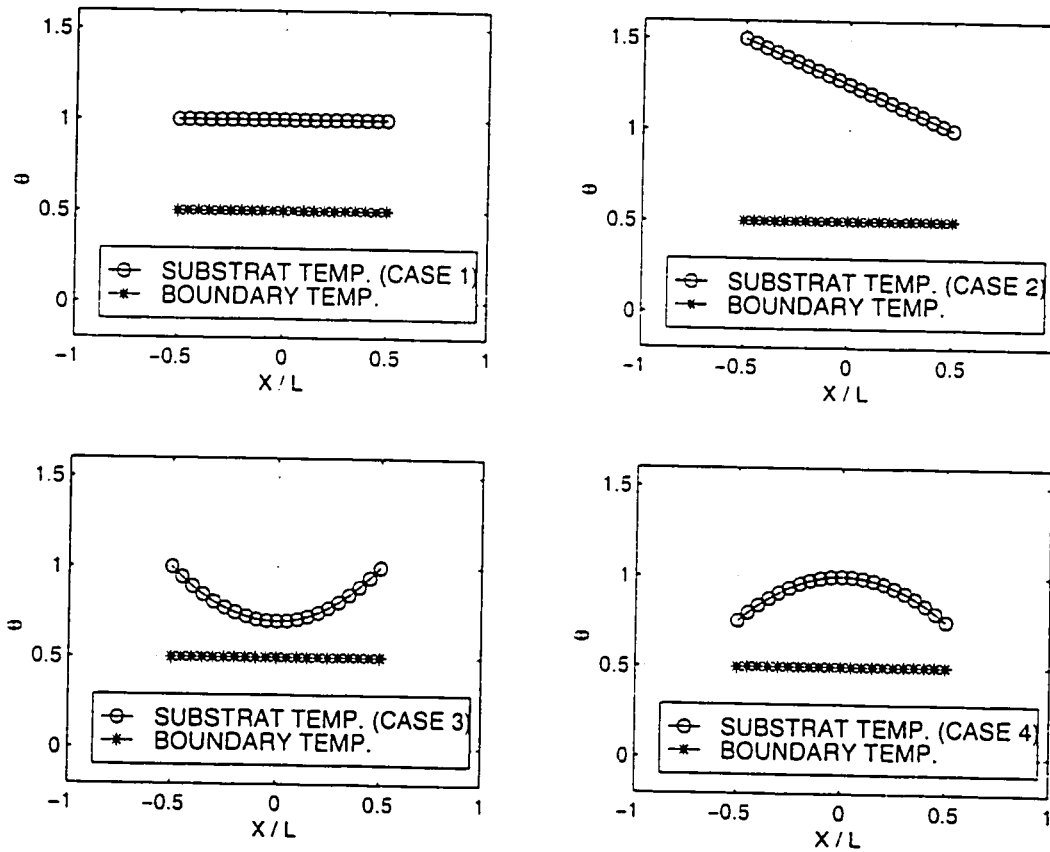 1.5
1
θ
0.5
0
SUBSTRAT TEMP. (CASE 1)
BOUNDARY TEMP.
−1 −0.5 0 0.5 1
X / L
1.5
1
θ
0.5
0
SUBSTRAT TEMP. (CASE 2)
BOUNDARY TEMP.
−1 −0.5 0 0.5
X / L
1.5
1
θ
0.5
0
SUBSTRAT TEMP. (CASE 3)
BOUNDARY TEMP.
−1 −0.5 0 0.5 1
X / L
1.5
1
θ
0.5
0
SUBSTRAT TEMP. (CASE 4)
BOUNDARY TEMP.
−1 −0.5 0 0.5 1
X / L